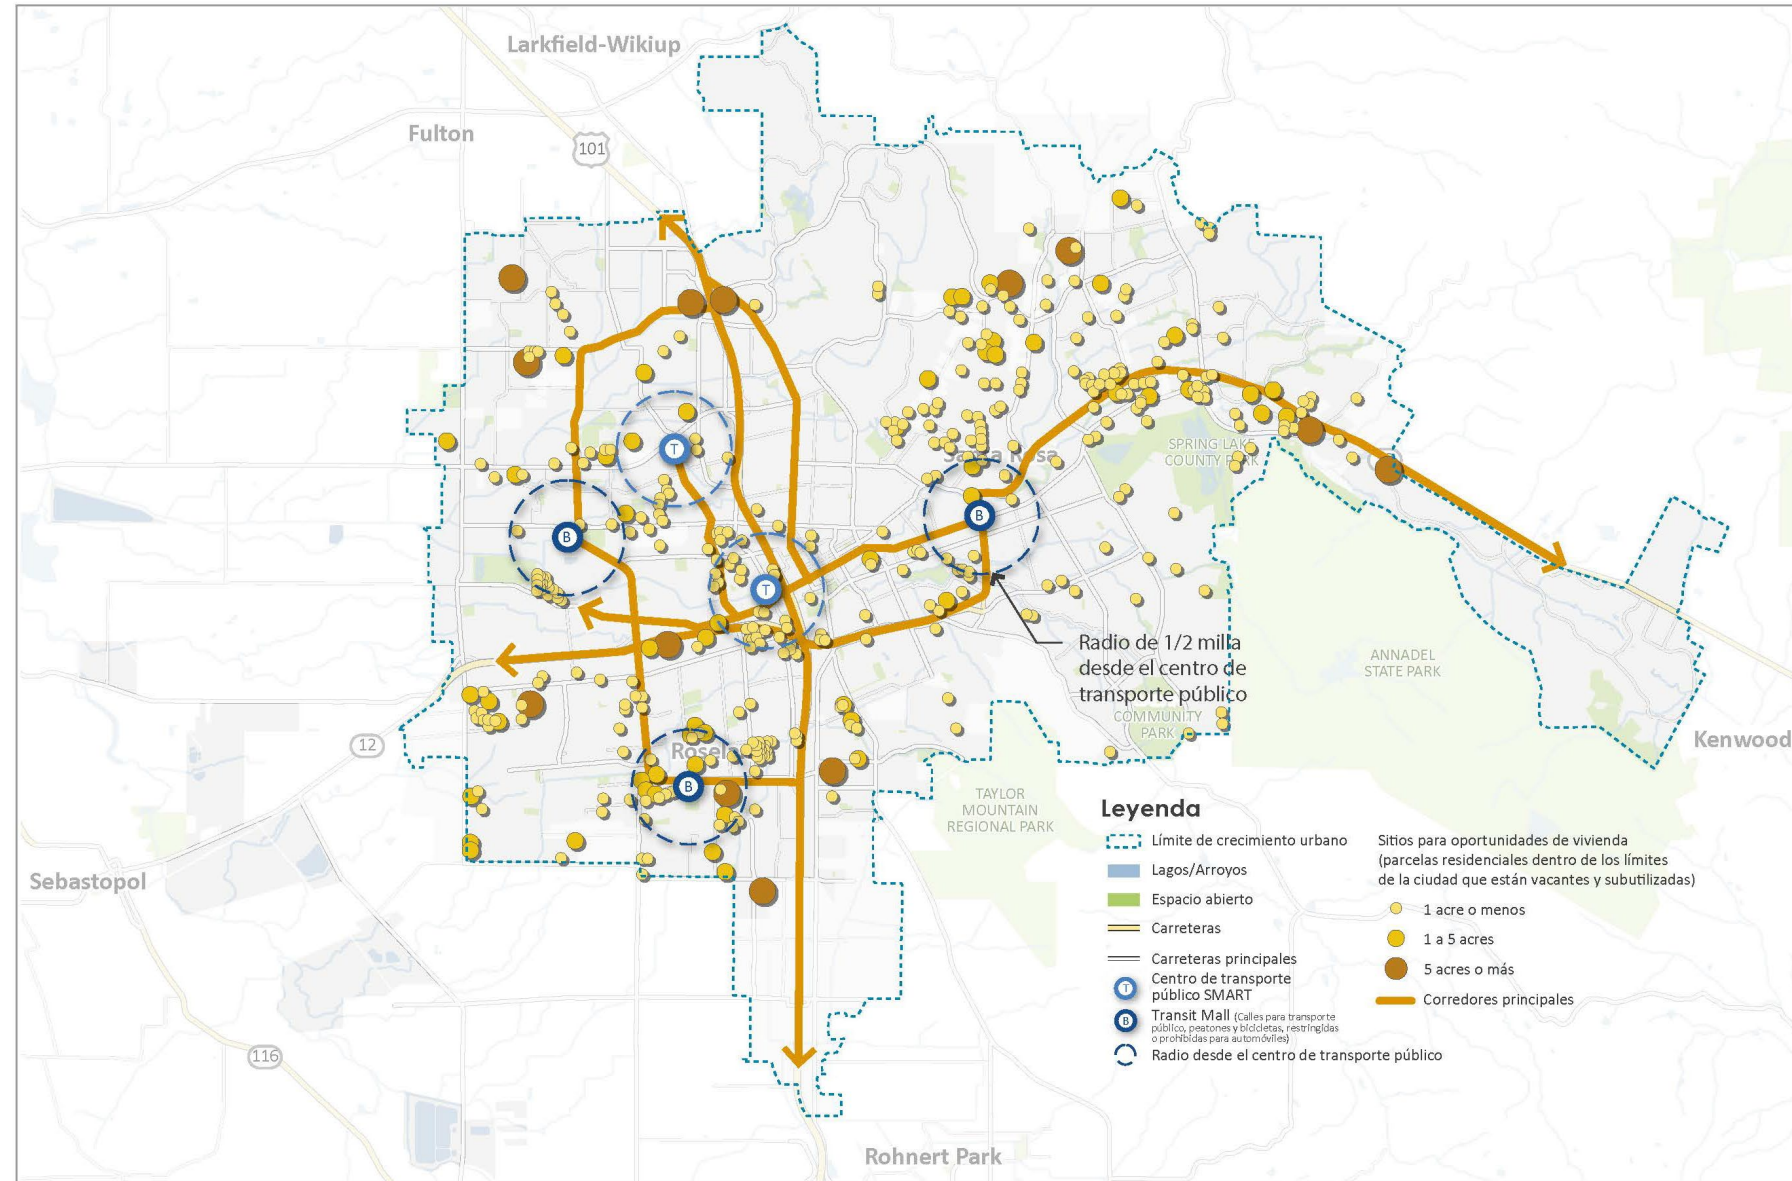 Larkfield-Wikiup
Fulton
101
T
SPRING LAKE
COUNTY PARK
B
B
T
Radio de 1/2 milla
desde el centro de
transporte público
ANNADEL
STATE PARK
COMMUNITY
PARK
12
Kenwood
B
TAYLOR
MOUNTAIN
REGIONAL PARK
Sebastopol
116
Rohnert Park
Leyenda
Límite de crecimiento urbano
Lagos/Arroyos
Espacio abierto
Carreteras
Carreteras principales
T
Centro de transporte
público SMART
B
Transit Mall (Calles para transporte
público, peatones y bicicletas, restringidas
o prohibidas para automóviles)
Radio desde el centro de transporte público
Sitios para oportunidades de vivienda
(parcelas residenciales dentro de los límites
de la ciudad que están vacantes y subutilizadas)
1 acre o menos
1 a 5 acres
5 acres o más
Corredores principales